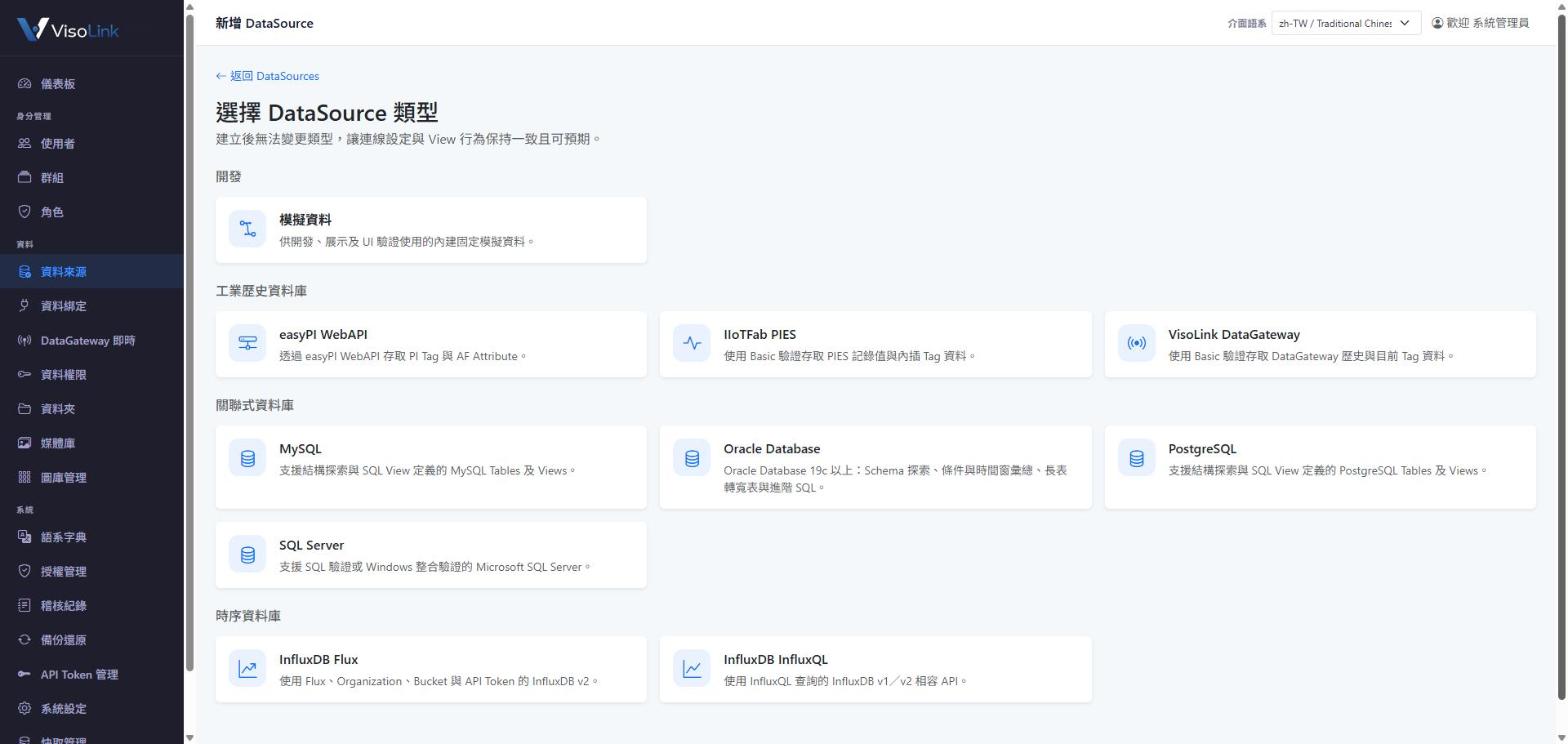 VisoLink
新增 DataSource
介面語系
zh-TW / Traditional Chines
歡迎 系統管理員
儀表板
身分管理
使用者
群組
角色
資料
資料來源
資料綁定
DataGateway 即時
資料權限
資料夾
媒體庫
圖庫管理
系統
語系字典
授權管理
稽核紀錄
備份還原
API Token 管理
系統設定
快取管理
← 返回 DataSources
選擇 DataSource 類型
建立後無法變更類型，讓連線設定與 View 行為保持一致且可預期。
開發
模擬資料
供開發、展示及 UI 驗證使用的內建固定模擬資料。
工業歷史資料庫
easyPI WebAPI
透過 easyPI WebAPI 存取 PI Tag 與 AF Attribute。
IIoTFab PIES
使用 Basic 驗證存取 PIES 記錄值與內插 Tag 資料。
VisoLink DataGateway
使用 Basic 驗證存取 DataGateway 歷史與目前 Tag 資料。
關聯式資料庫
MySQL
支援結構探索與 SQL View 定義的 MySQL Tables 及 Views。
Oracle Database
Oracle Database 19c 以上：Schema 探索、條件與時間窗彙總、長表
轉寬表與進階 SQL。
PostgreSQL
支援結構探索與 SQL View 定義的 PostgreSQL Tables 及 Views。
SQL Server
支援 SQL 驗證或 Windows 整合驗證的 Microsoft SQL Server。
時序資料庫
InfluxDB Flux
使用 Flux、Organization、Bucket 與 API Token 的 InfluxDB v2。
InfluxDB InfluxQL
使用 InfluxQL 查詢的 InfluxDB v1／v2 相容 API。